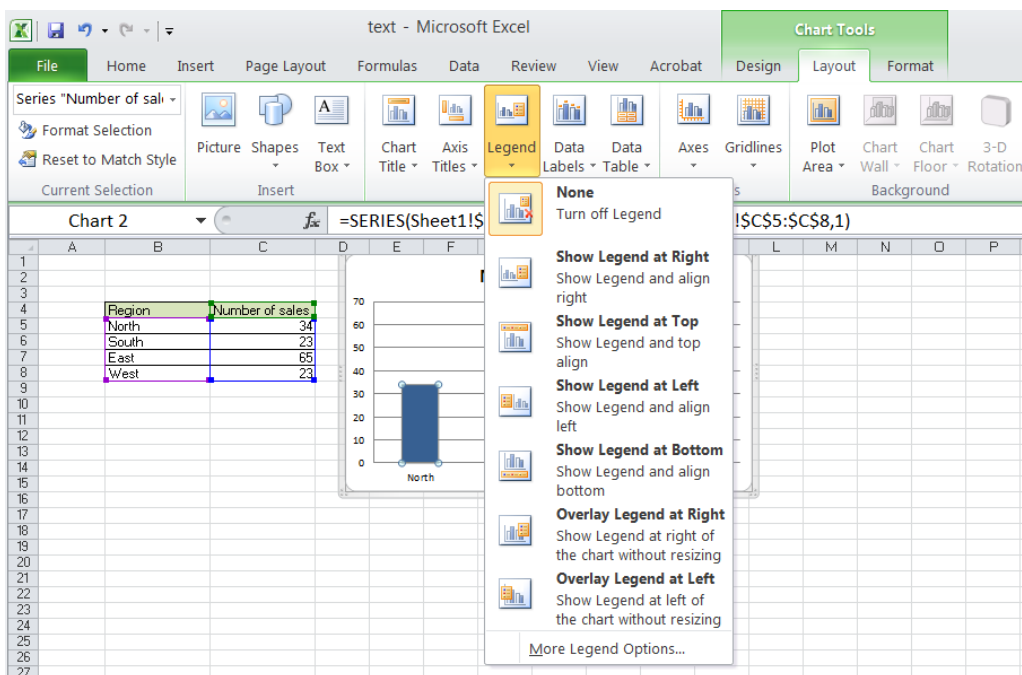 text - Microsoft Excel
Chart Tools
File Home Insert Page Layout Formulas Data Review View Acrobat Design Layout Format
Series "Number of sal
Format Selection
Reset to Match Style
Current Selection
Picture Shapes Text Box
Insert
Chart Title Axis Titles Legend Data Labels Data Table
Axes Gridlines
s
Plot Area Chart Wall Chart Floor 3-D Rotation
Background
Chart 2 fx =SERIES(Sheet1!$ !$C$5:$C$8,1)
A B C D E F L M N O P
1
2
3
4 Region Number of sales
5 North 34
6 South 23
7 East 65
8 West 23
9
10
11
12
13
14
15
16
17
18
19
20
21
22
23
24
25
26
27
70
60
50
40
30
20
10
0
North
None
Turn off Legend
Show Legend at Right
Show Legend and align
right
Show Legend at Top
Show Legend and top
align
Show Legend at Left
Show Legend and align
left
Show Legend at Bottom
Show Legend and align
bottom
Overlay Legend at Right
Show Legend at right of
the chart without resizing
Overlay Legend at Left
Show Legend at left of
the chart without resizing
More Legend Options...